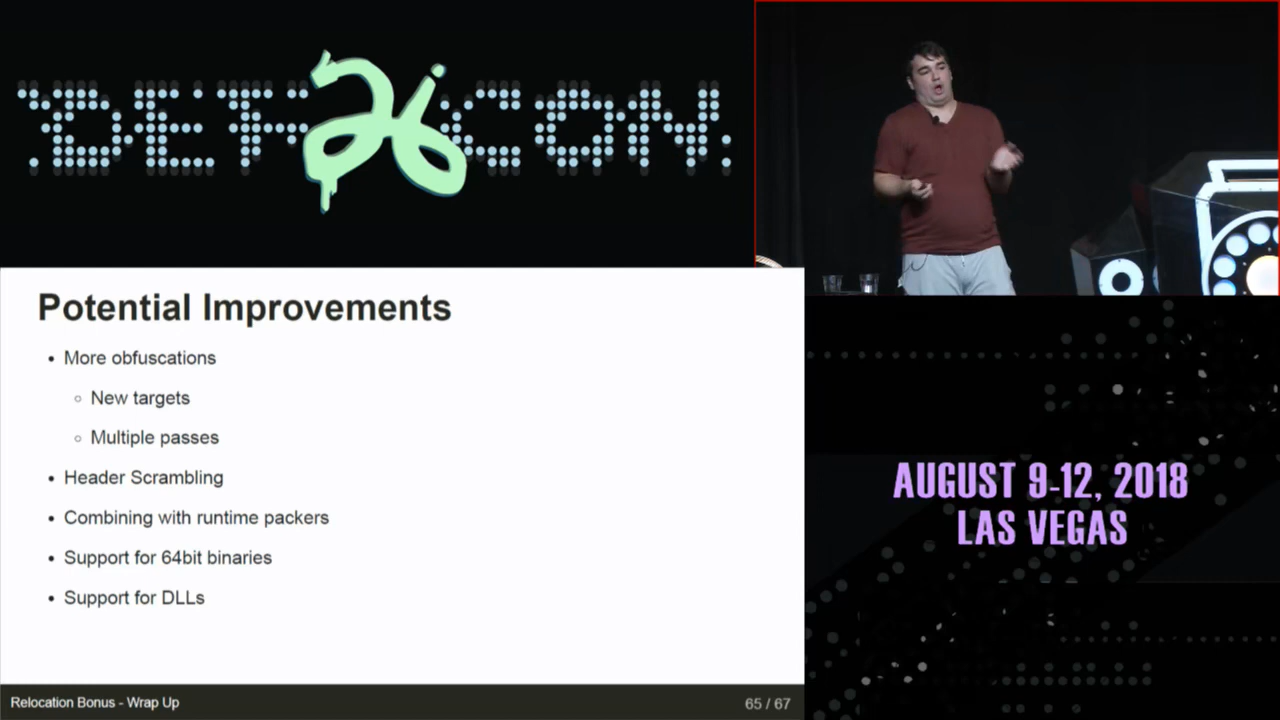 DEF 26 CON
Potential Improvements
More obfuscations
New targets
Multiple passes
Header Scrambling
Combining with runtime packers
Support for 64bit binaries
Support for DLLs
Relocation Bonus - Wrap Up
65 / 67
AUGUST 9-12, 2018
LAS VEGAS